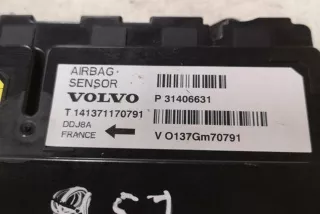 AIRBAG-
SENSOR
VOLVO P 31406631
T 141371170791
DDJ8A
FRANCE V O137Gm70791